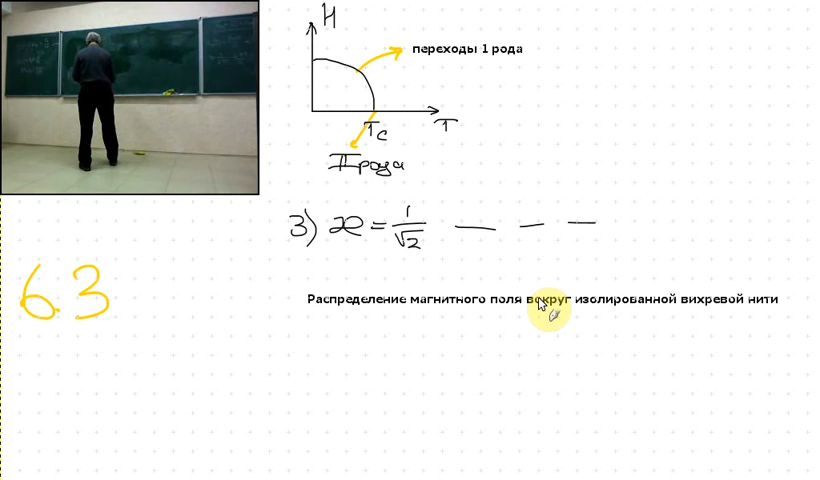 H
переходы 1 рода
Tc
T
II рода
3) æ = 1/√2 — — —
6.3
Распределение магнитного поля вокруг изолированной вихревой нити